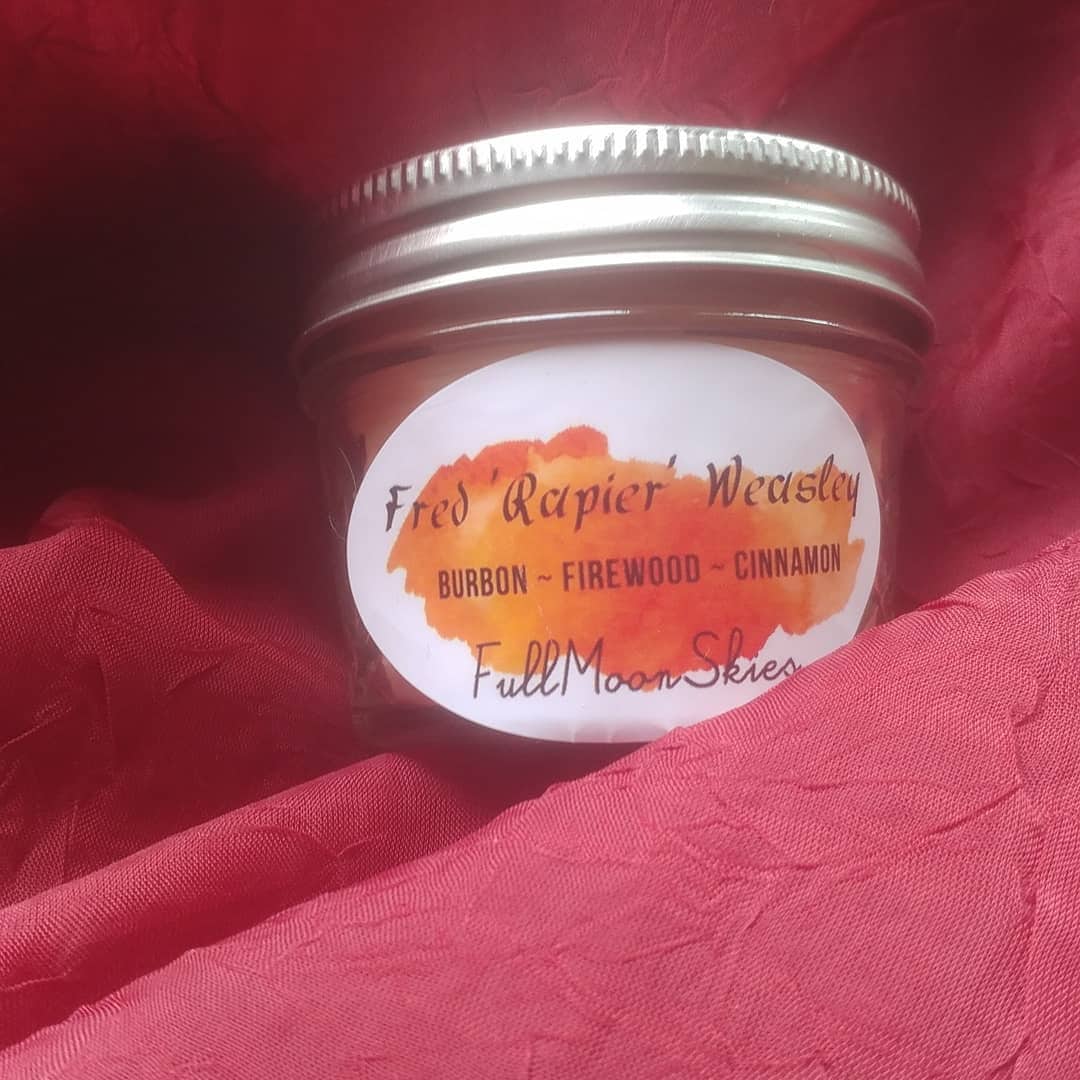 Fred 'Rapier' Weasley
BURBON ~ FIREWOOD ~ CINNAMON
FullMoonSkies